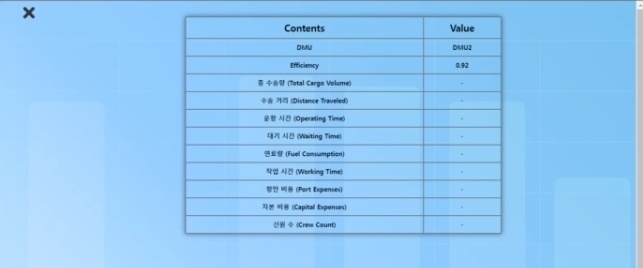 Contents Value
DMU DMU2
Efficiency 0.92
총 수송량 (Total Cargo Volume) -
수송 거리 (Distance Traveled) -
운항 시간 (Operating Time) -
대기 시간 (Waiting Time) -
연료량 (Fuel Consumption) -
작업 시간 (Working Time) -
항만 비용 (Port Expenses) -
자본 비용 (Capital Expenses) -
선원 수 (Crew Count) -